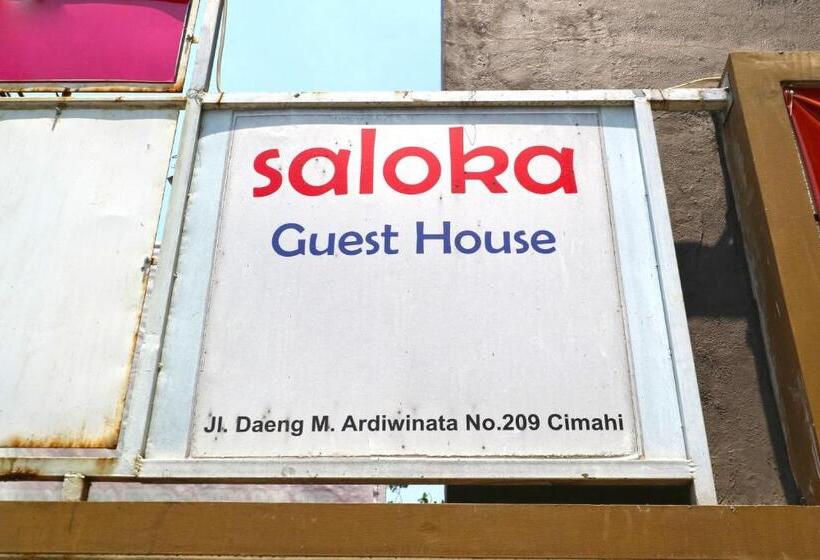 saloka
Guest House
Jl. Daeng M. Ardiwinata No.209 Cimahi